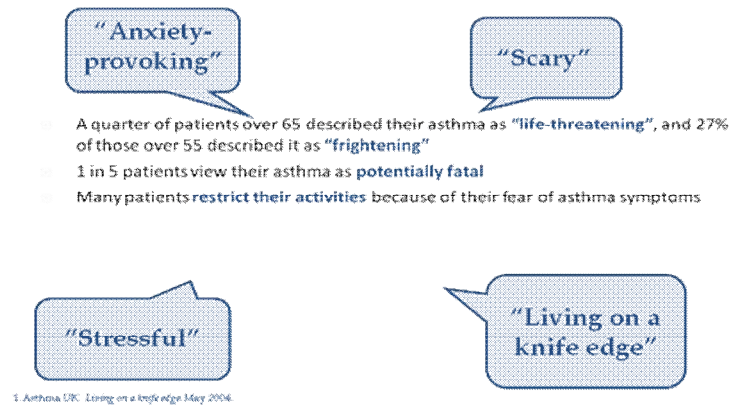 "Anxiety-
provoking"
"Scary"
A quarter of patients over 65 described their asthma as "life-threatening", and 27%
of those over 55 described it as "frightening"
1 in 5 patients view their asthma as potentially fatal
Many patients restrict their activities because of their fear of asthma symptoms
"Stressful"
"Living on a
knife edge"
1. Asthma UK. Living on a knife edge. May 2004.